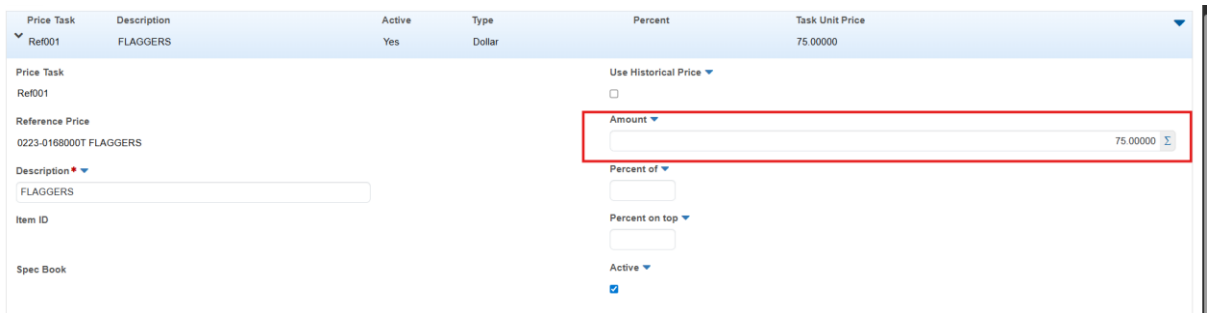 Price Task Description Active Type Percent Task Unit Price
Ref001 FLAGGERS Yes Dollar 75.00000
Price Task
Ref001
Reference Price
0223-0168000T FLAGGERS
Description*
FLAGGERS
Item ID
Spec Book
Use Historical Price
Amount
75.00000 Σ
Percent of
Percent on top
Active